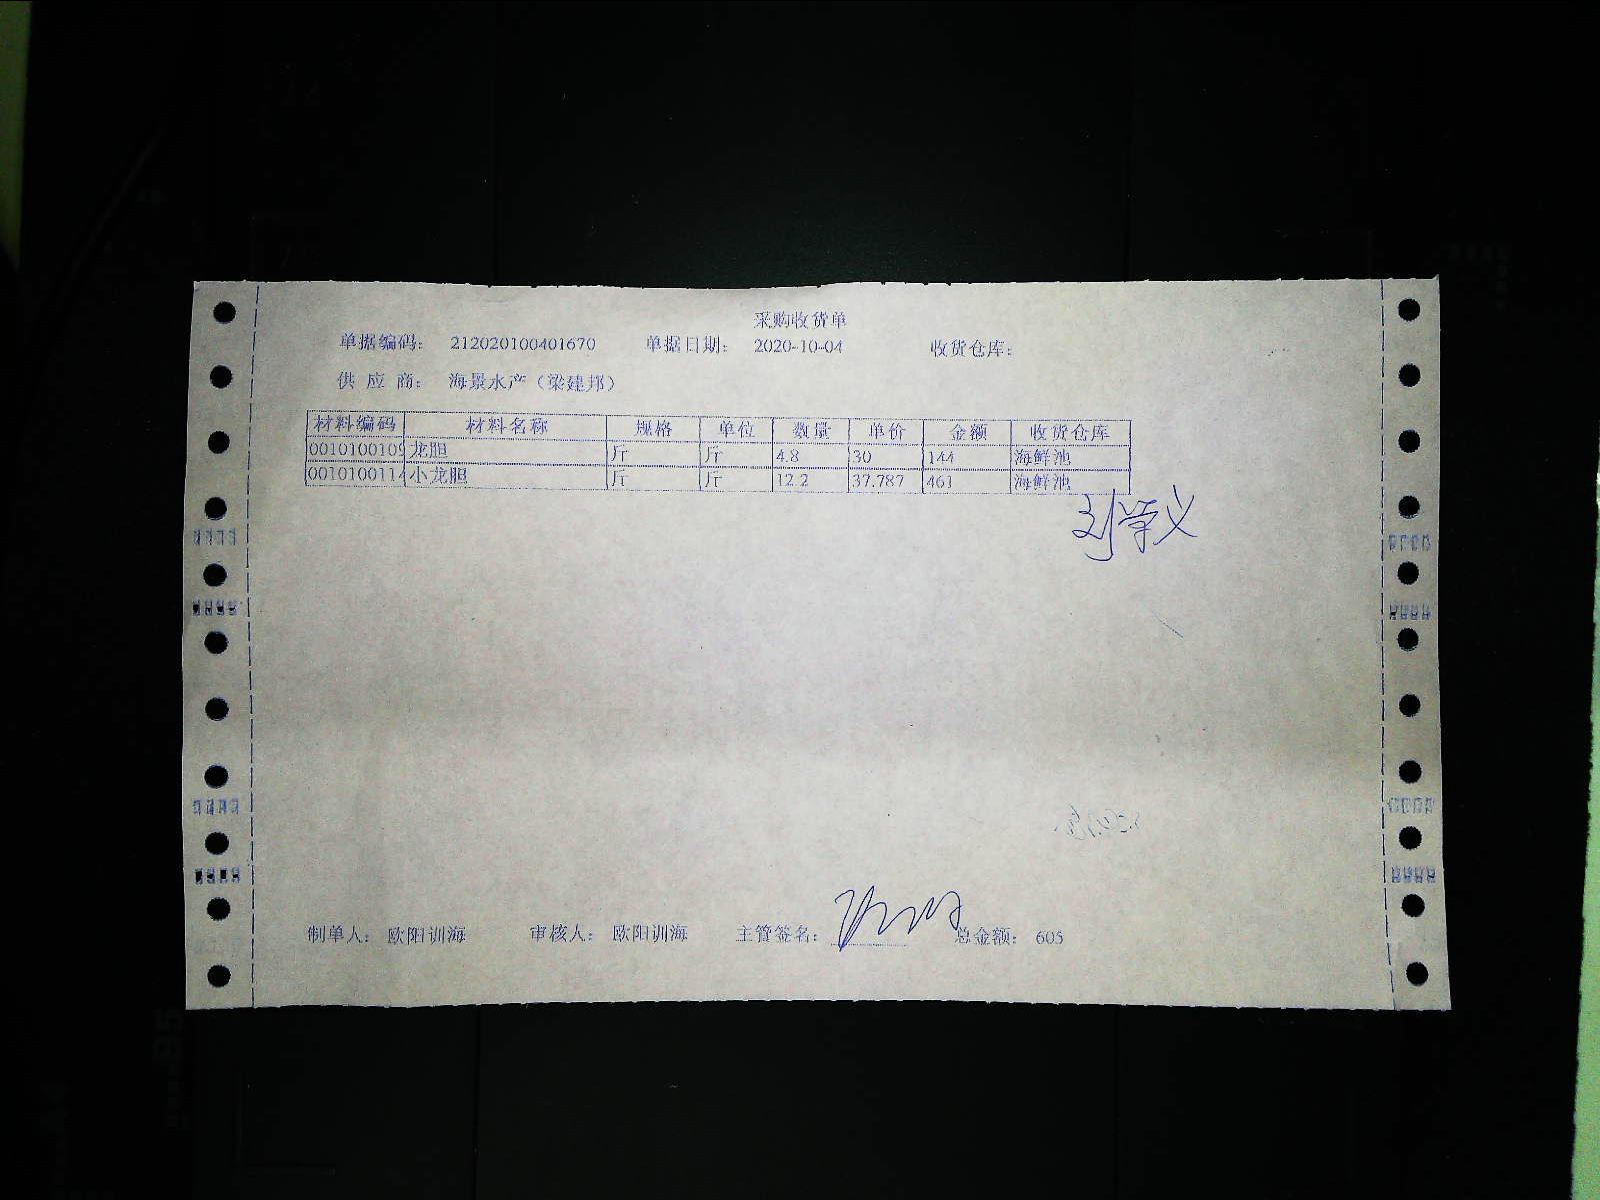 采购收货单
单据编码： 212020100401670 单据日期： 2020-10-04 收货仓库：
供 应 商： 海景水产（梁建邦）
材料编码 材料名称 规格 单位 数量 单价 金额 收货仓库
0010100109 龙胆 斤 斤 4.8 30 144 海鲜池
0010100114 小龙胆 斤 斤 12.2 37.787 461 海鲜池
刘学义
制单人： 欧阳训海 审核人： 欧阳训海 主管签名： 总金额： 605